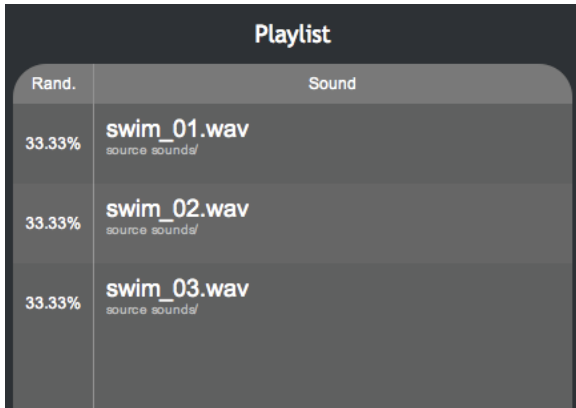 Playlist
Rand. Sound
33.33% swim_01.wav
source sounds/
33.33% swim_02.wav
source sounds/
33.33% swim_03.wav
source sounds/